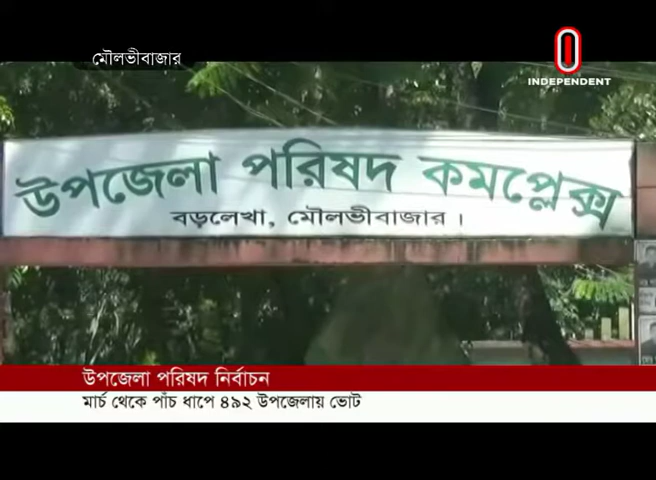 মৌলভীবাজার
INDEPENDENT
উপজেলা পরিষদ কমপ্লেক্স
বড়লেখা, মৌলভীবাজার ।
উপজেলা পরিষদ নির্বাচন
মার্চ থেকে পাঁচ ধাপে ৪৯২ উপজেলায় ভোট